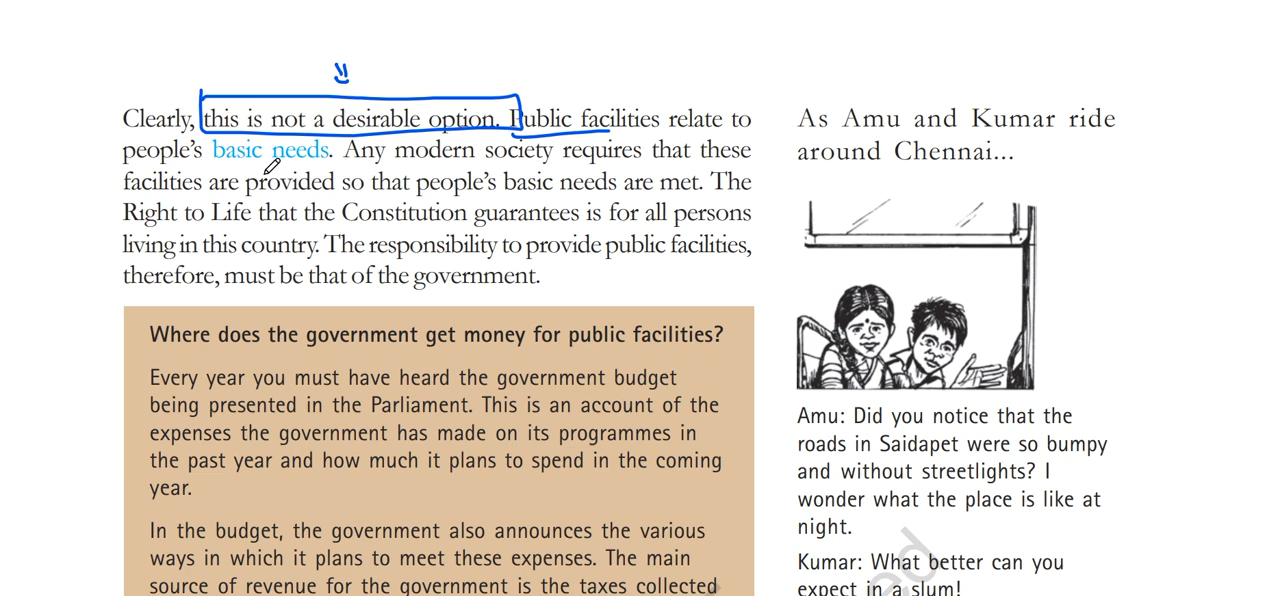 Clearly, this is not a desirable option. Public facilities relate to
people's basic needs. Any modern society requires that these
facilities are provided so that people's basic needs are met. The
Right to Life that the Constitution guarantees is for all persons
living in this country. The responsibility to provide public facilities,
therefore, must be that of the government.
Where does the government get money for public facilities?
Every year you must have heard the government budget
being presented in the Parliament. This is an account of the
expenses the government has made on its programmes in
the past year and how much it plans to spend in the coming
year.
In the budget, the government also announces the various
ways in which it plans to meet these expenses. The main
source of revenue for the government is the taxes collected
As Amu and Kumar ride
around Chennai...
Amu: Did you notice that the
roads in Saidapet were so bumpy
and without streetlights? I
wonder what the place is like at
night.
Kumar: What better can you
expect in a slum!